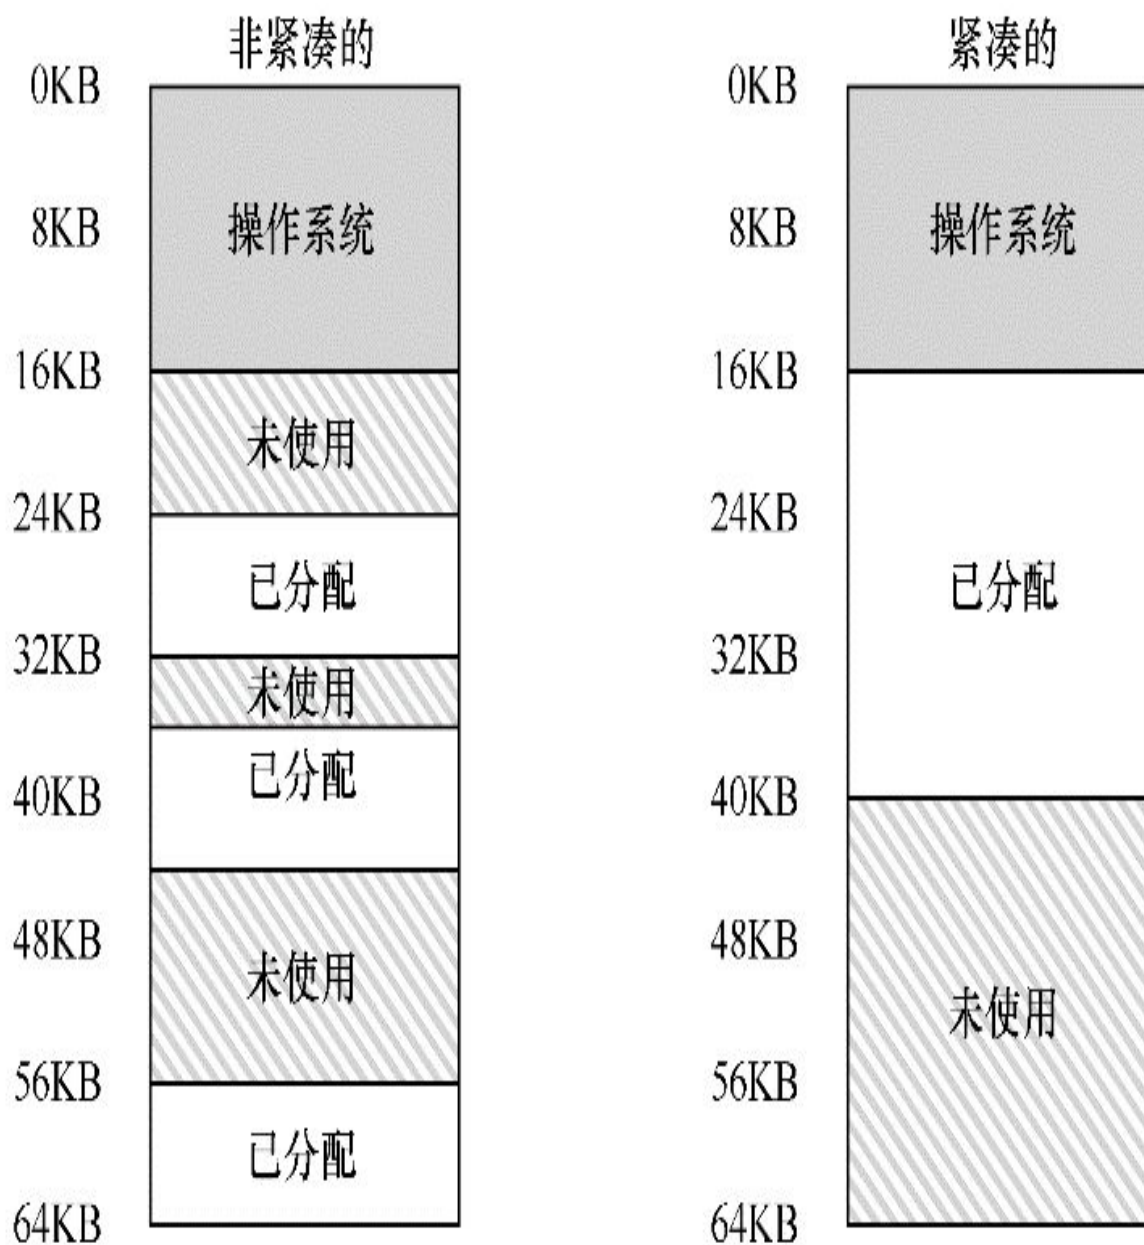 非紧凑的
0KB
操作系统
8KB
16KB
未使用
24KB
已分配
32KB
未使用
已分配
40KB
48KB
未使用
56KB
已分配
64KB
紧凑的
0KB
操作系统
8KB
16KB
24KB
已分配
32KB
40KB
48KB
未使用
56KB
64KB